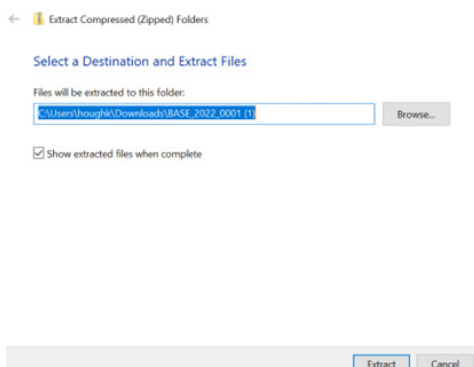 Extract Compressed (Zipped) Folders
Select a Destination and Extract Files
Files will be extracted to this folder:
C:\Users\houghk\Downloads\BASE_2022_0001 (1)
Browse...
Show extracted files when complete
Extract
Cancel